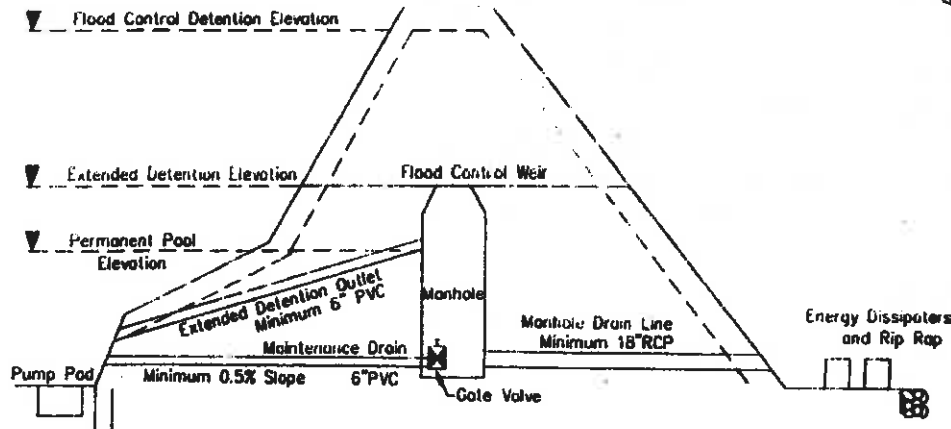 Flood Control Detention Elevation
Extended Detention Elevation
Flood Control Weir
Permanent Pool
Elevation
Extended Detention Outlet
Minimum 6" PVC
Manhole
Manhole Drain Line
Minimum 18"RCP
Energy Dissipaters
and Rip Rap
Maintenance Drain
Pump Pad
Minimum 0.5% Slope
6"PVC
Gate Valve